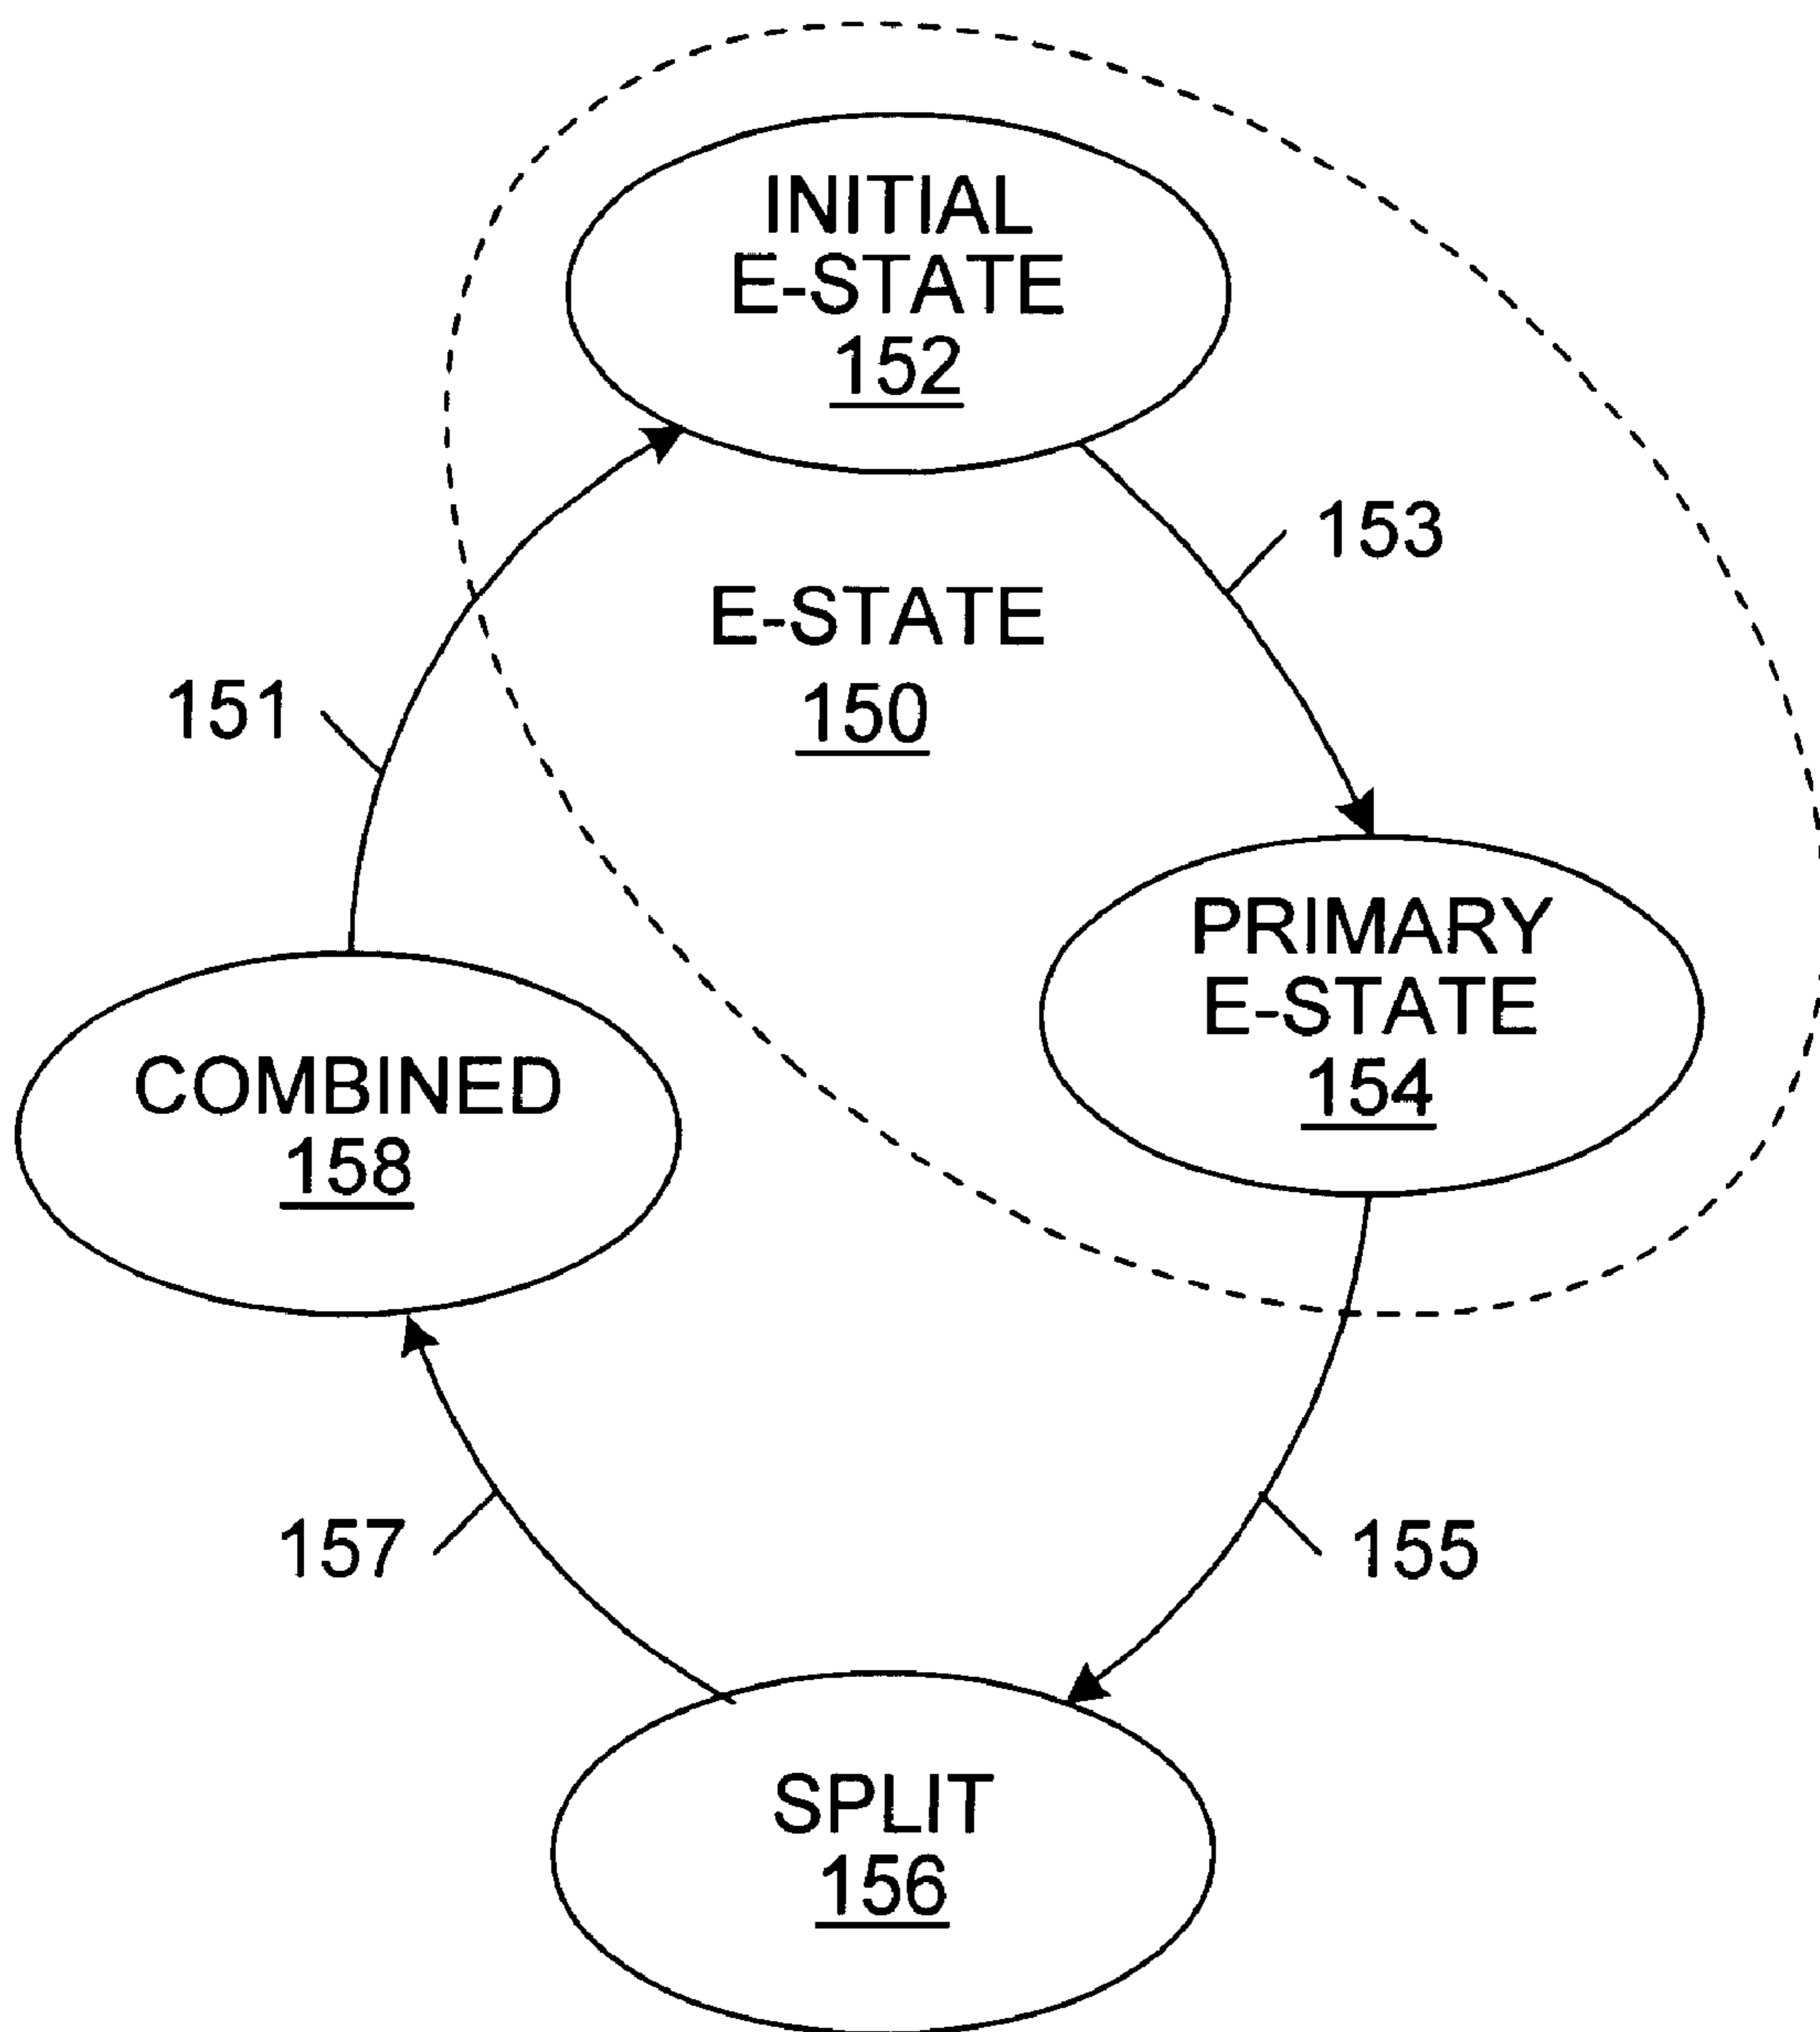 INITIAL
E-STATE
152
153
E-STATE
150
151
PRIMARY
E-STATE
154
COMBINED
158
157
155
SPLIT
156